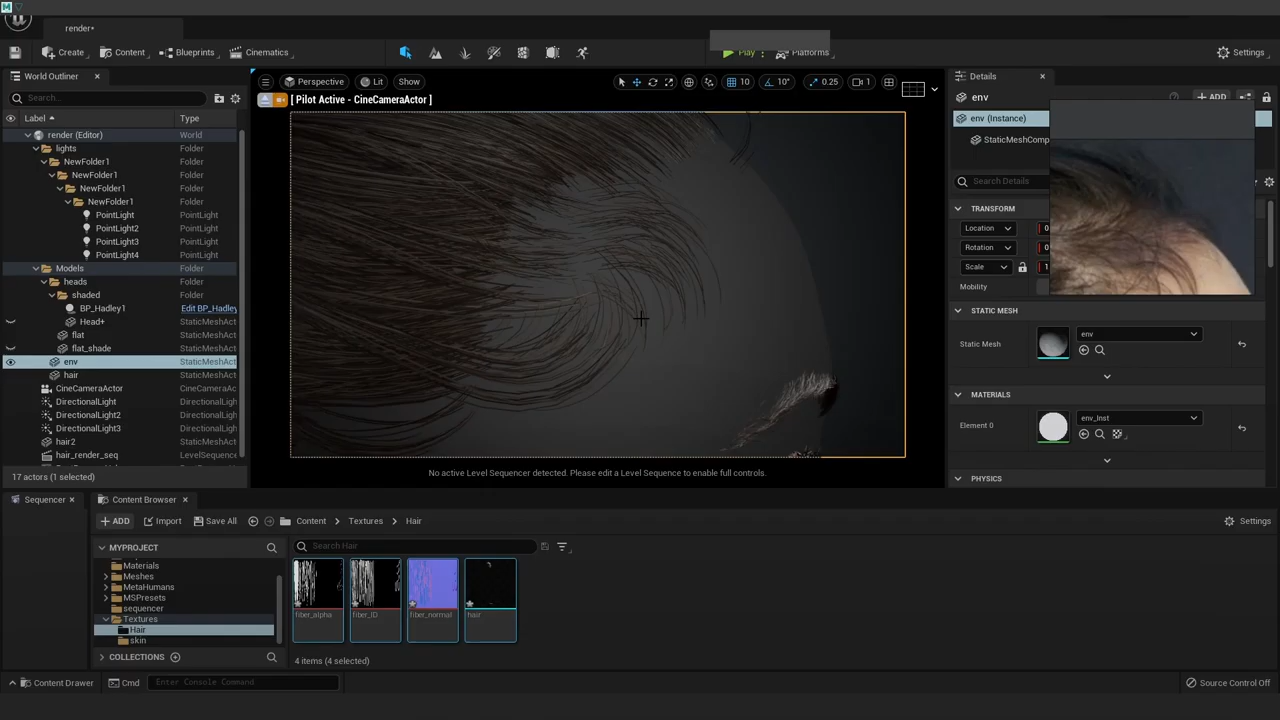 render*
Create
Content
Blueprints
Cinematics
Play
Platforms
Settings
World Outliner
Search...
Label
Type
render (Editor)
World
lights
Folder
NewFolder1
Folder
NewFolder1
Folder
NewFolder1
Folder
NewFolder1
Folder
PointLight
PointLight
PointLight2
PointLight
PointLight3
PointLight
PointLight4
PointLight
Models
Folder
heads
Folder
shaded
Folder
BP_Hadley1
Edit BP_Hadley
Head+
StaticMeshAct
flat
StaticMeshAct
flat_shade
StaticMeshAct
env
StaticMeshAct
hair
StaticMeshAct
CineCameraActor
CineCameraActor
DirectionalLight
DirectionalLigh
DirectionalLight2
DirectionalLigh
DirectionalLight3
DirectionalLigh
hair2
StaticMeshAct
hair_render_seq
LevelSequence
17 actors (1 selected)
Perspective
Lit
Show
10
10°
0.25
1
[ Pilot Active - CineCameraActor ]
No active Level Sequencer detected. Please edit a Level Sequence to enable full controls.
Details
env
ADD
env (Instance)
StaticMeshComp
Search Details
TRANSFORM
Location
0
Rotation
0
Scale
1
Mobility
STATIC MESH
Static Mesh
env
MATERIALS
Element 0
env_Inst
PHYSICS
Sequencer
Content Browser
ADD
Import
Save All
Content
Textures
Hair
Settings
MYPROJECT
Materials
Meshes
MetaHumans
MSPresets
sequencer
Textures
Hair
skin
COLLECTIONS
Search Hair
fiber_alpha
fiber_ID
fiber_normal
hair
4 items (4 selected)
Content Drawer
Cmd
Enter Console Command
Source Control Off